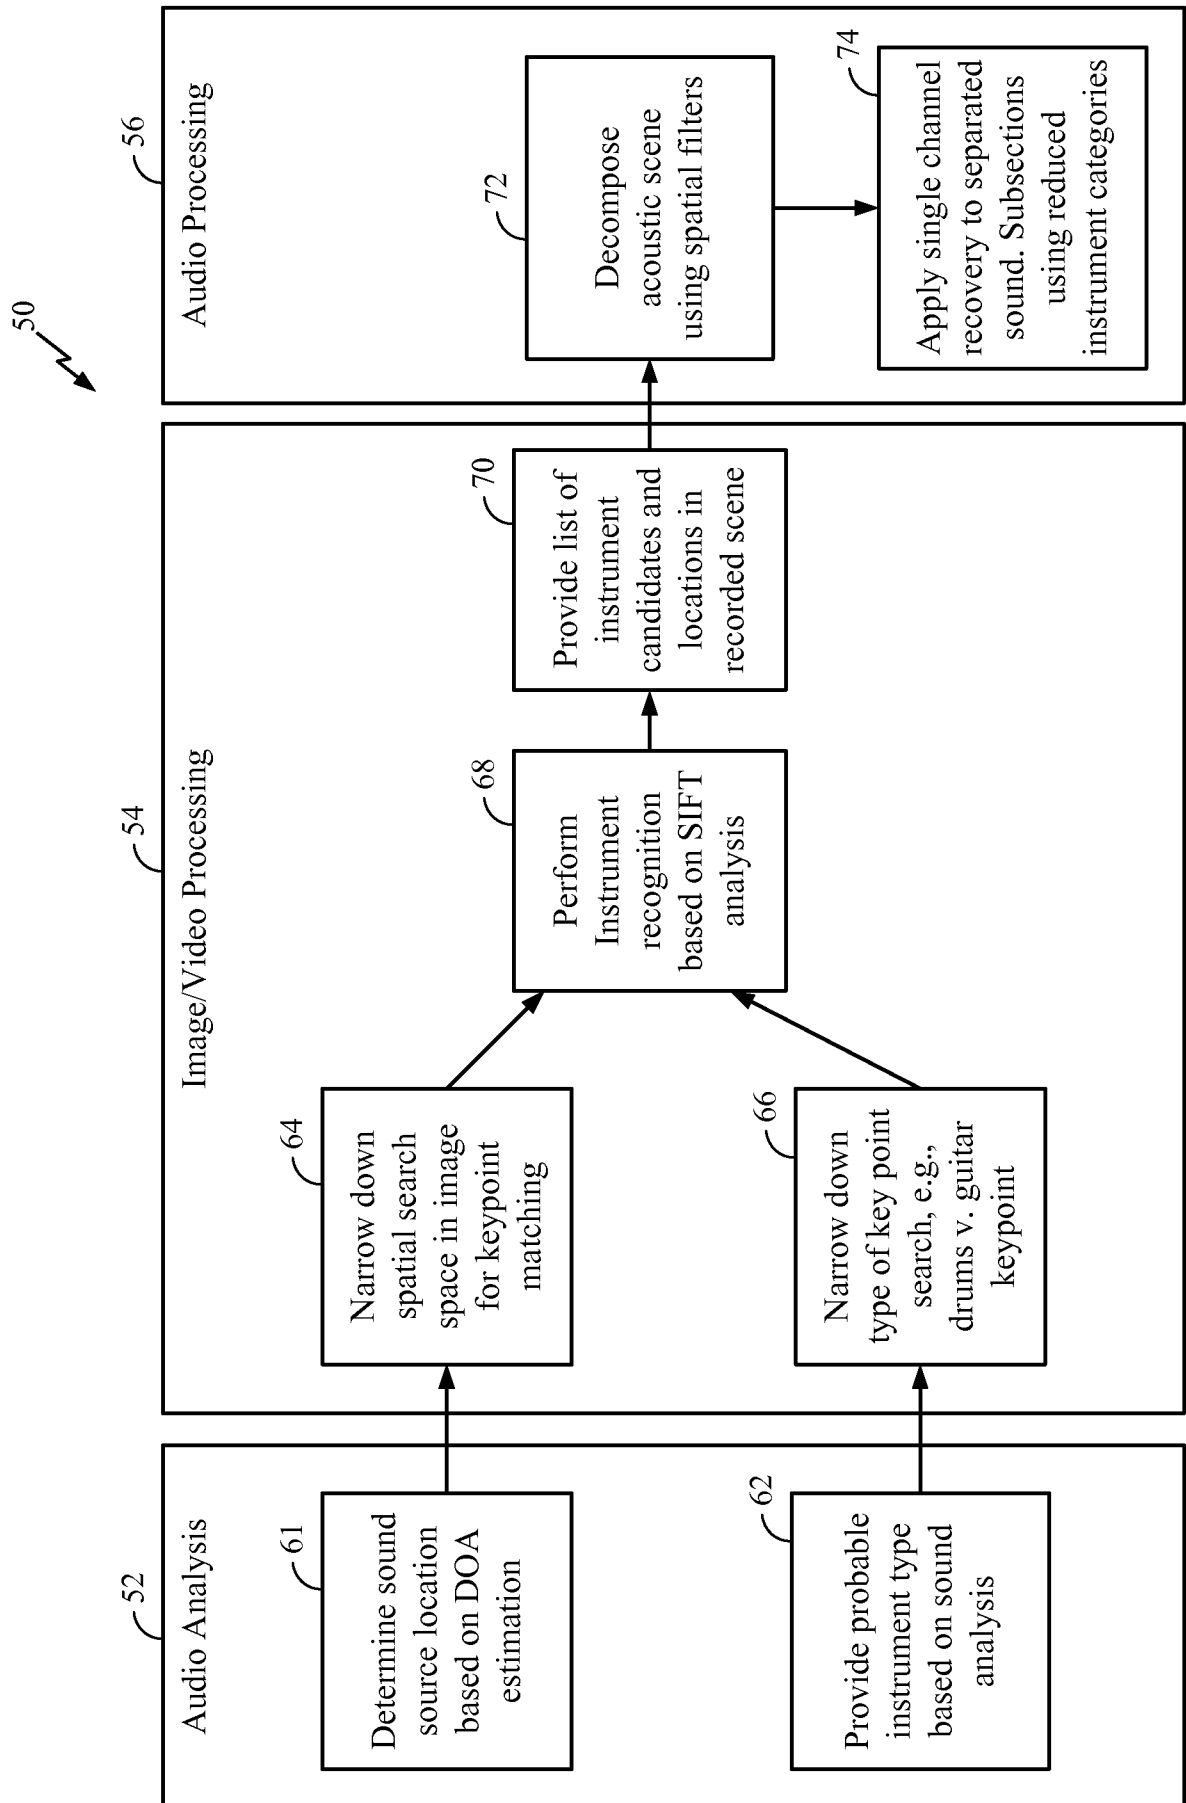 50
52
Audio Analysis
61
Determine sound
source location
based on DOA
estimation
62
Provide probable
instrument type
based on sound
analysis
54
Image/Video Processing
64
Narrow down
spatial search
space in image
for keypoint
matching
66
Narrow down
type of key point
search, e.g.,
drums v. guitar
keypoint
68
Perform
Instrument
recognition
based on SIFT
analysis
70
Provide list of
instrument
candidates and
locations in
recorded scene
56
Audio Processing
72
Decompose
acoustic scene
using spatial filters
74
Apply single channel
recovery to separated
sound. Subsections
using reduced
instrument categories